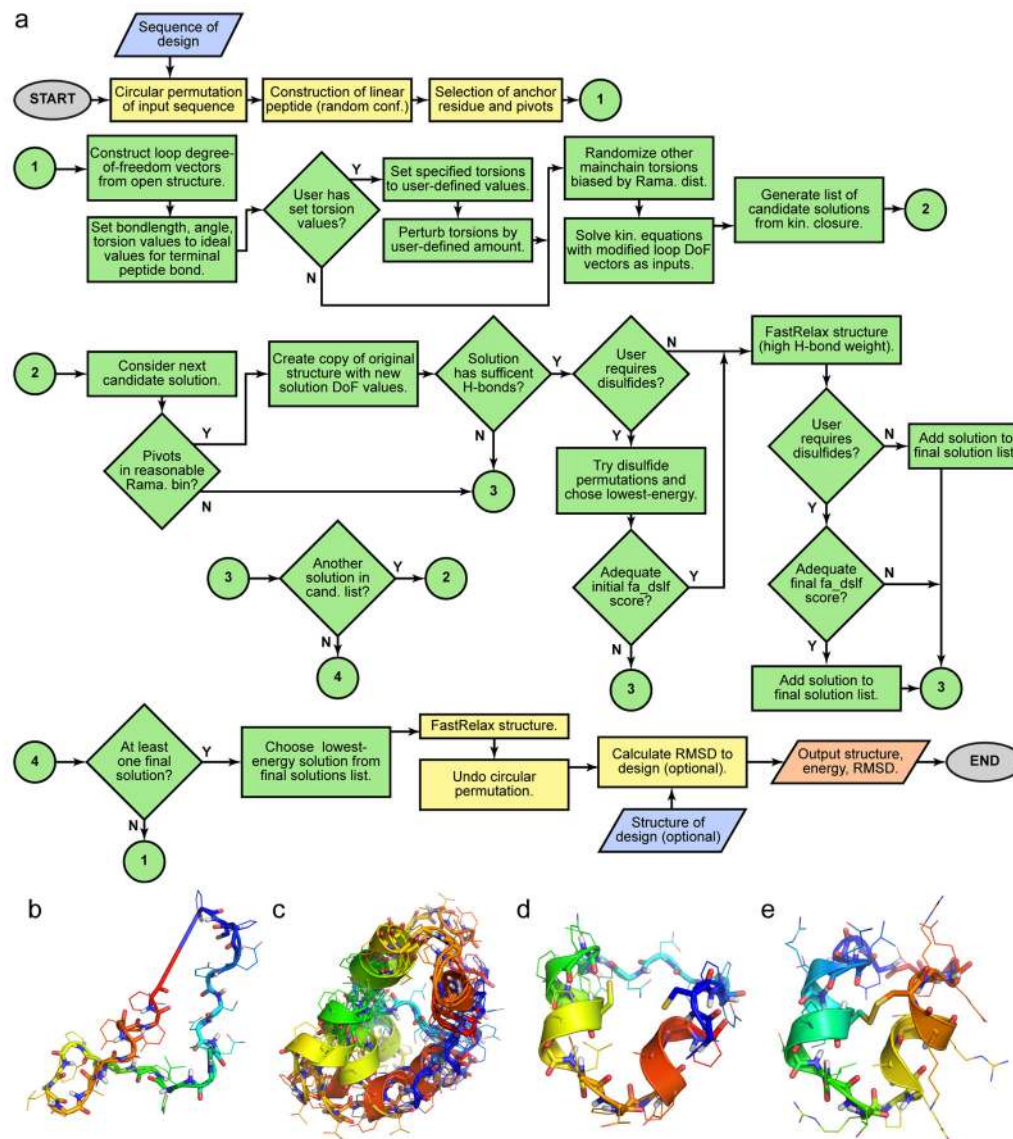 a
Sequence of
design
START
Circular permutation
of input sequence
Construction of linear
peptide (random conf.)
Selection of anchor
residue and pivots
1
1
Construct loop degree-
of-freedom vectors
from open structure.
Set bondlength, angle,
torsion values to ideal
values for terminal
peptide bond.
User has
set torsion
values?
Y
N
Set specified torsions
to user-defined values.
Perturb torsions by
user-defined amount.
Randomize other
mainchain torsions
biased by Rama. dist.
Solve kin. equations
with modified loop DoF
vectors as inputs.
Generate list of
candidate solutions
from kin. closure.
2
2
Consider next
candidate solution.
Pivots
in reasonable
Rama. bin?
Y
N
Create copy of original
structure with new
solution DoF values.
Solution
has sufficent
H-bonds?
Y
N
3
User
requires
disulfides?
N
Y
Try disulfide
permutations and
chose lowest-energy.
Adequate
initial fa_dslf
score?
Y
N
3
FastRelax structure
(high H-bond weight).
User
requires
disulfides?
N
Y
Add solution to
final solution list
Adequate
final fa_dslf
score?
N
Y
Add solution to
final solution list.
3
3
Another
solution in
cand. list?
Y
2
N
4
4
At least
one final
solution?
Y
N
1
Choose lowest-
energy solution from
final solutions list.
FastRelax structure.
Undo circular
permutation.
Calculate RMSD to
design (optional).
Structure of
design (optional)
Output structure,
energy, RMSD.
END
b
c
d
e